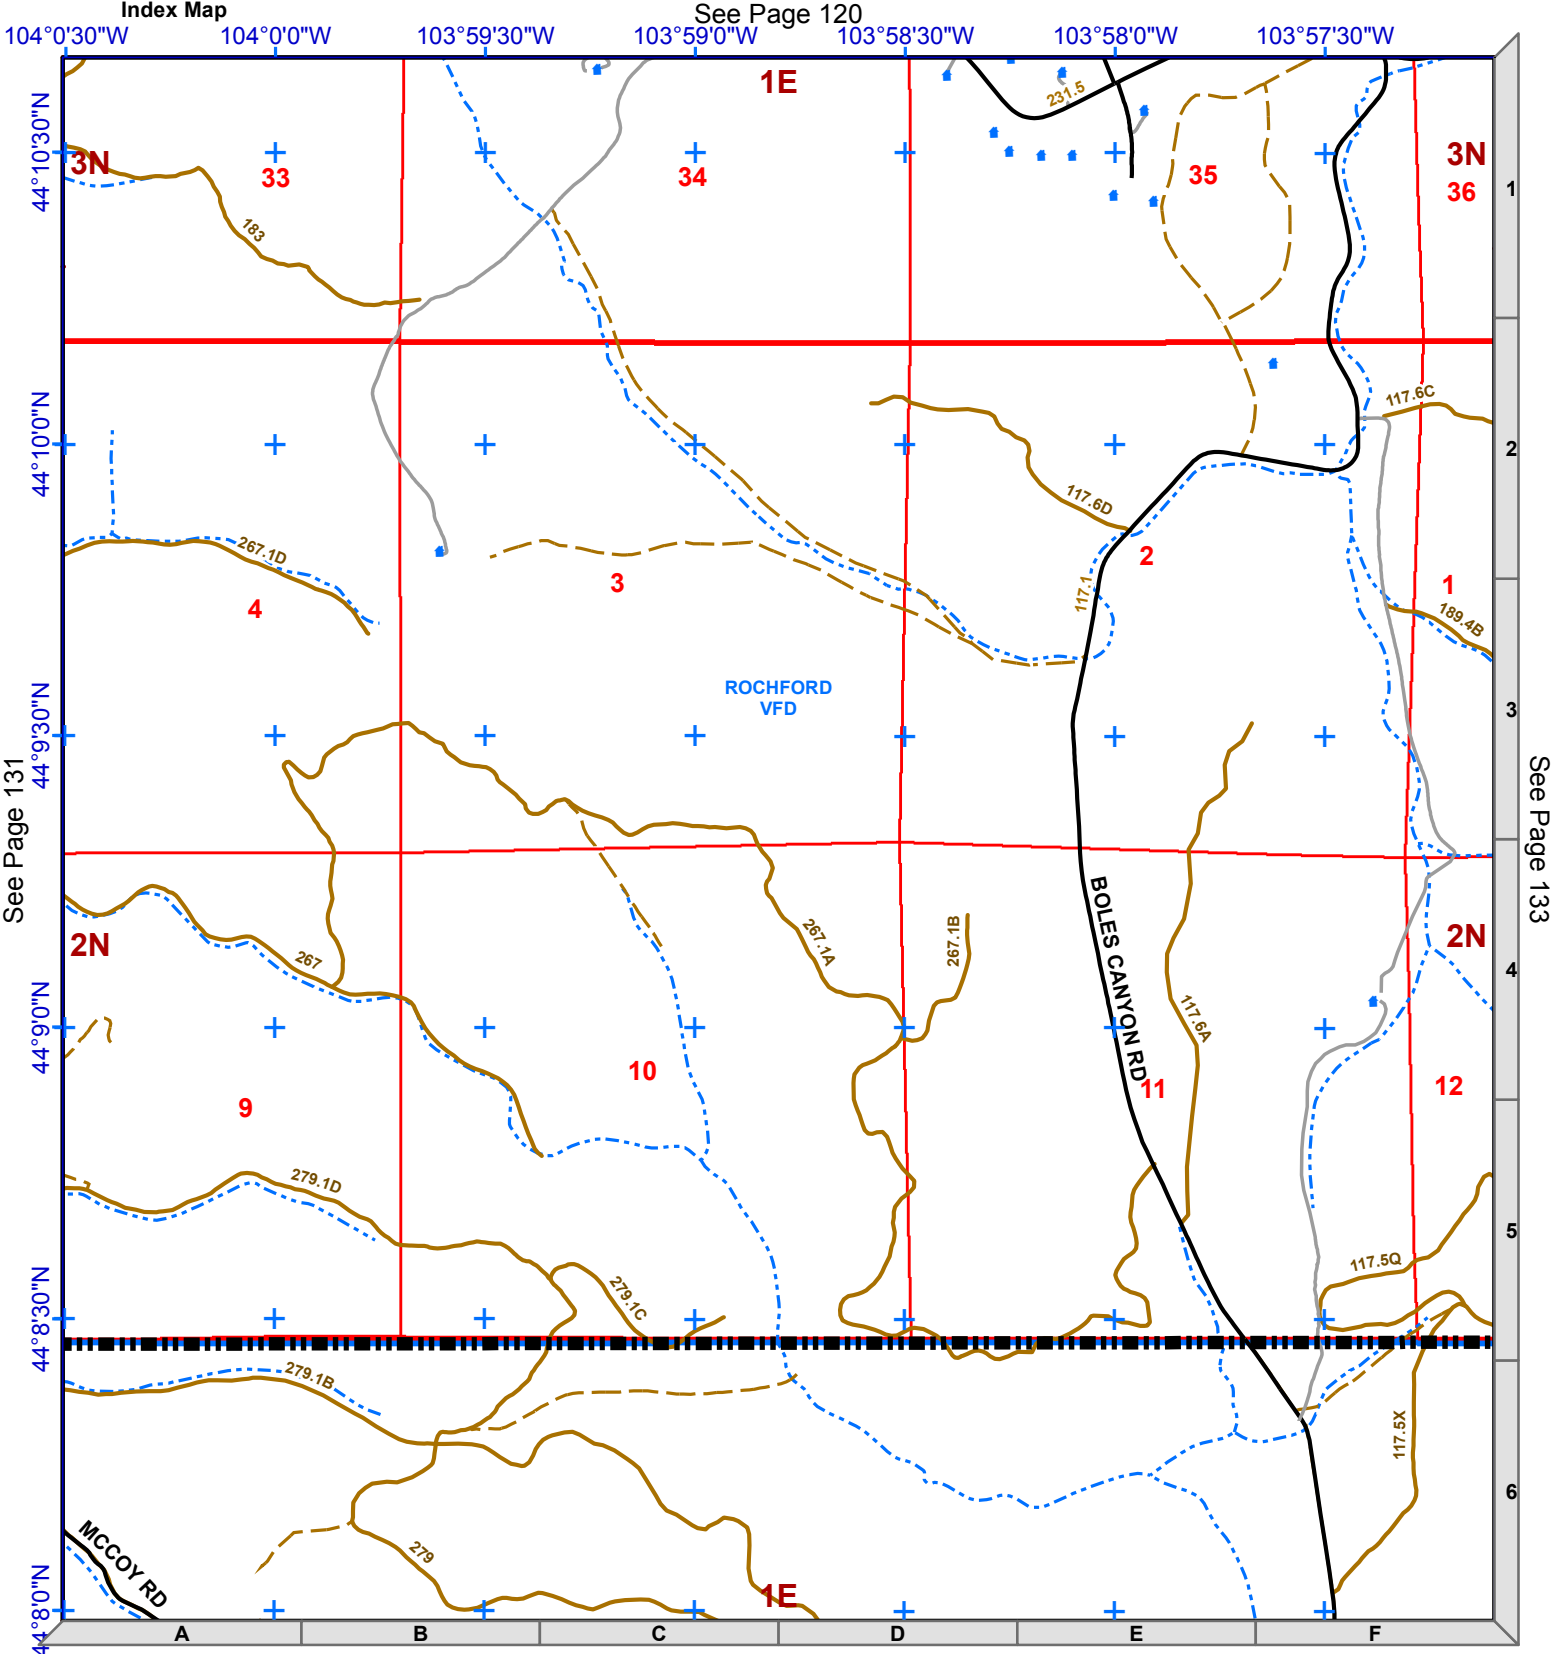 Index Map
See Page 120
104°0'30"W 104°0'0"W 103°59'30"W 103°59'0"W 103°58'30"W 103°58'0"W 103°57'30"W
1E
231.5
44°10'30"N
3N
33
34
35
3N
36
1
183
117.6C
44°10'0"N
2
117.6D
267.1D
2
3
4
117.1
1
189.4B
ROCHFORD
VFD
44°9'30"N
3
See Page 131
See Page 133
BOLES CANYON RD
267.1A
267.1B
2N
267
2N
4
117.6A
44°9'0"N
10
11
12
9
279.1D
5
117.5Q
279.1C
44°8'30"N
279.1B
117.5X
6
MCCOY RD
279
1E
44°8'0"N
A B C D E F